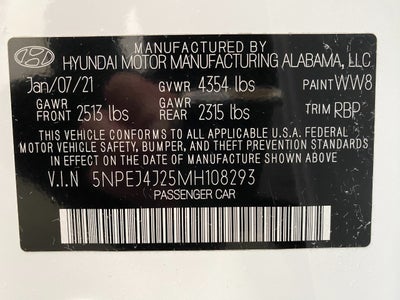 MANUFACTURED BY
HYUNDAI MOTOR MANUFACTURING ALABAMA, LLC
Jan/07/21 GVWR 4354 lbs PAINT WW8
GAWR FRONT 2513 lbs GAWR REAR 2315 lbs TRIM RBP
THIS VEHICLE CONFORMS TO ALL APPLICABLE U.S.A. FEDERAL
MOTOR VEHICLE SAFETY, BUMPER, AND THEFT PREVENTION STANDARDS
IN EFFECT ON THE DATE OF MANUFACTURE SHOWN ABOVE.
V.I.N 5NPEJ4J25MH108293
PASSENGER CAR